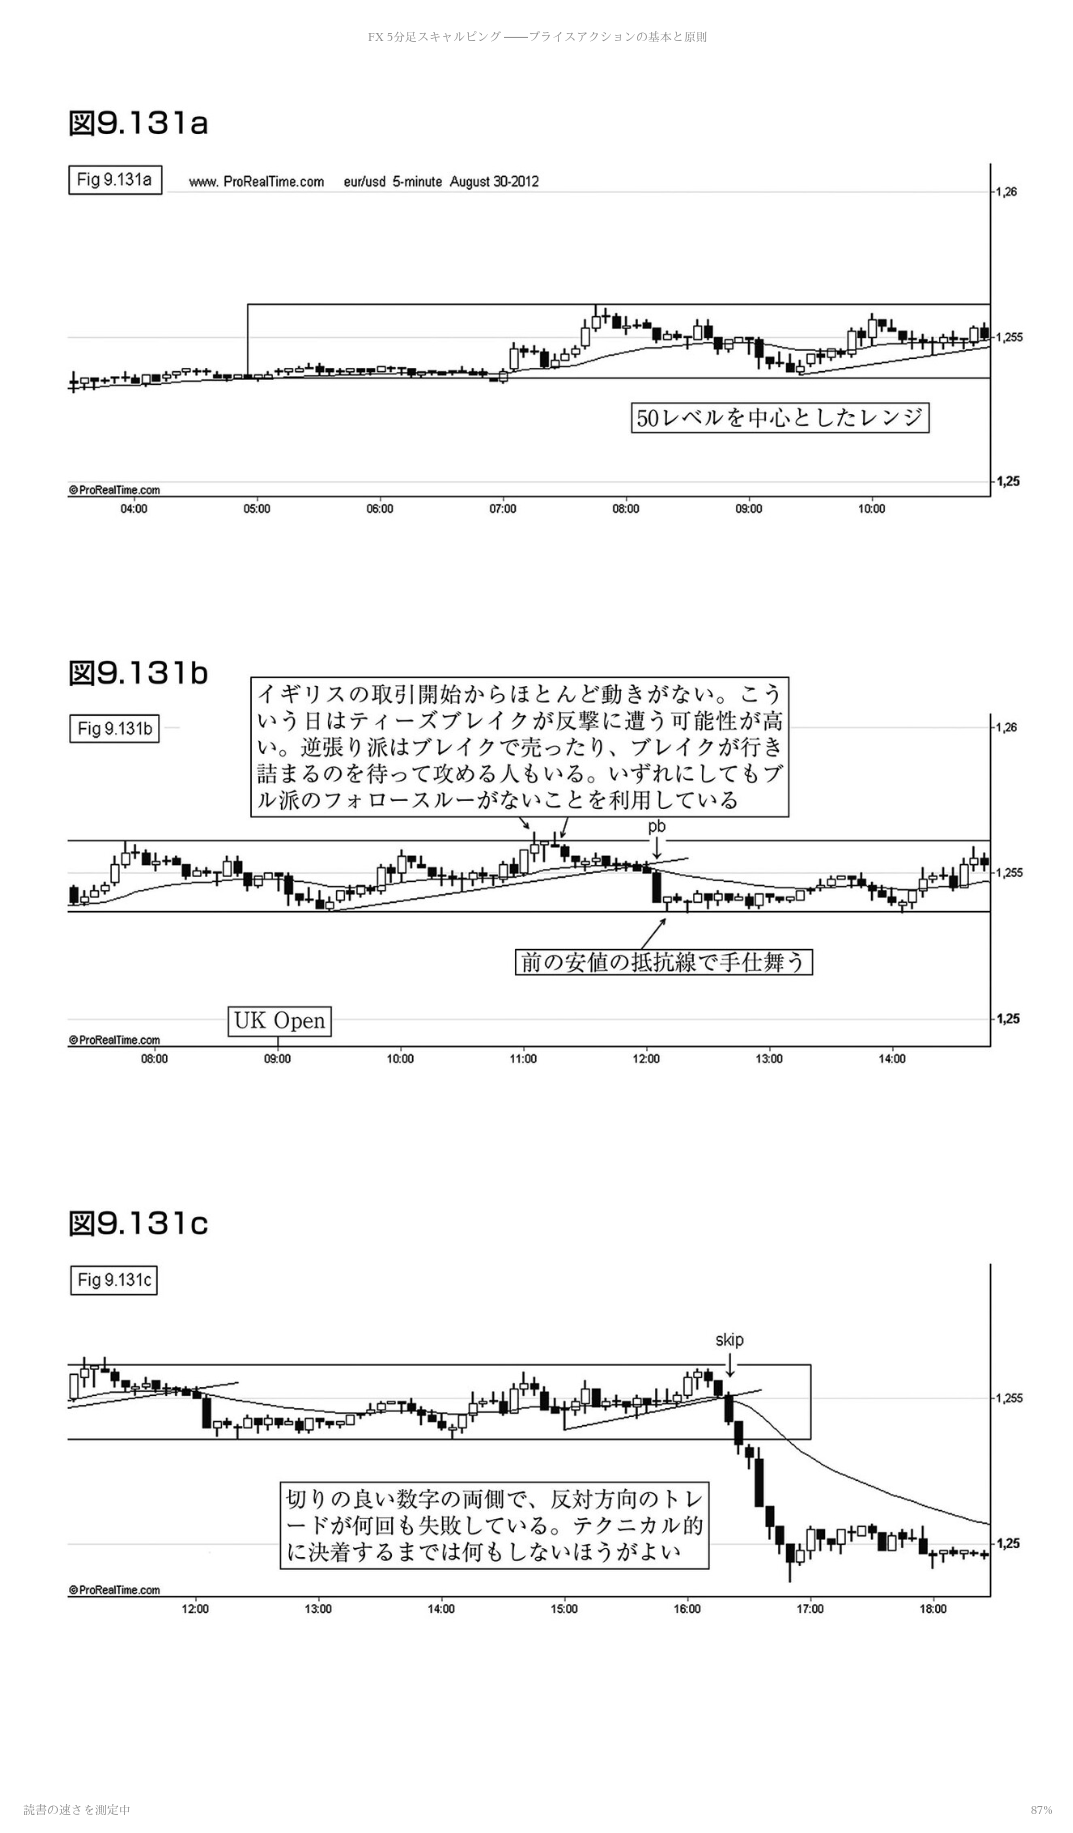 FX 5分足スキャルピング ――プライスアクションの基本と原則
図9.131a
Fig 9.131a
www. ProRealTime.com eur/usd 5-minute August 30-2012
1,26
1,255
50レベルを中心としたレンジ
1,25
©ProRealTime.com
04:00 05:00 06:00 07:00 08:00 09:00 10:00
図9.131b
Fig 9.131b
イギリスの取引開始からほとんど動きがない。こう
いう日はティーズブレイクが反撃に遭う可能性が高
い。逆張り派はブレイクで売ったり、ブレイクが行き
詰まるのを待って攻める人もいる。いずれにしてもブ
ル派のフォロースルーがないことを利用している
1,26
pb
1,255
前の安値の抵抗線で手仕舞う
UK Open
1,25
©ProRealTime.com
08:00 09:00 10:00 11:00 12:00 13:00 14:00
図9.131c
Fig 9.131c
skip
1,255
切りの良い数字の両側で、反対方向のトレ
ードが何回も失敗している。テクニカル的
に決着するまでは何もしないほうがよい
1,25
©ProRealTime.com
12:00 13:00 14:00 15:00 16:00 17:00 18:00
読書の速さを測定中
87%